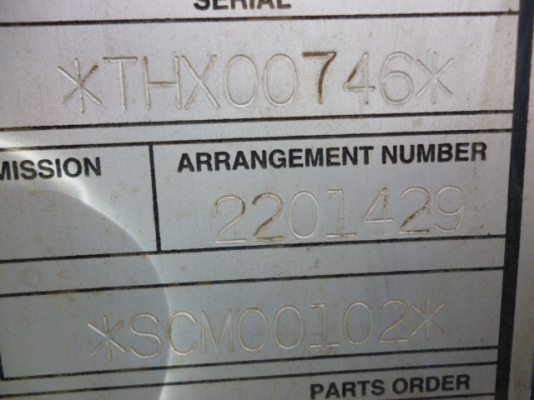 SERIAL
*THX00746*
MISSION ARRANGEMENT NUMBER
2201429
*SCM00102*
PARTS ORDER